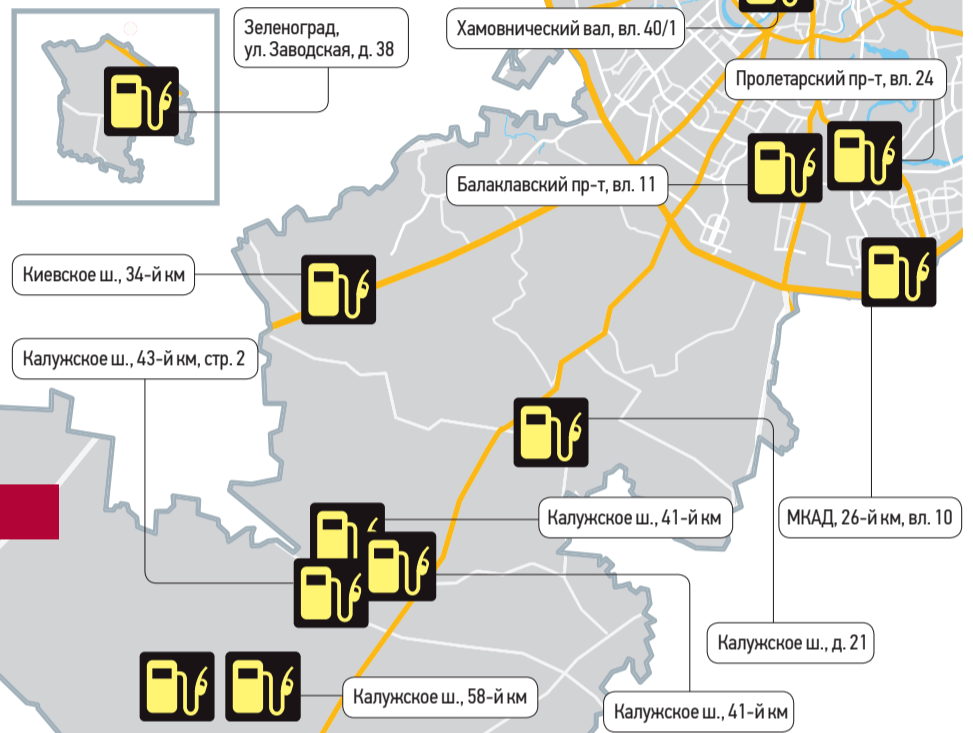 Зеленоград,
ул. Заводская, д. 38
Хамовнический вал, вл. 40/1
Пролетарский пр-т, вл. 24
Балаклавский пр-т, вл. 11
Киевское ш., 34-й км
Калужское ш., 43-й км, стр. 2
Калужское ш., 41-й км
МКАД, 26-й км, вл. 10
Калужское ш., д. 21
Калужское ш., 58-й км
Калужское ш., 41-й км